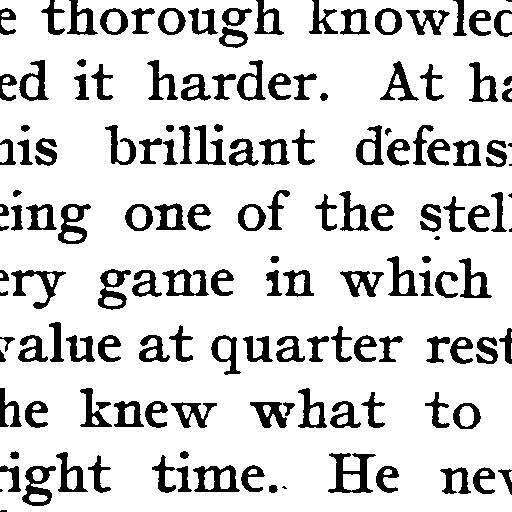 e thorough knowled
ed it harder. At ha
his brilliant defensi
eing one of the stell
ery game in which
value at quarter rest
he knew what to
right time. He nev